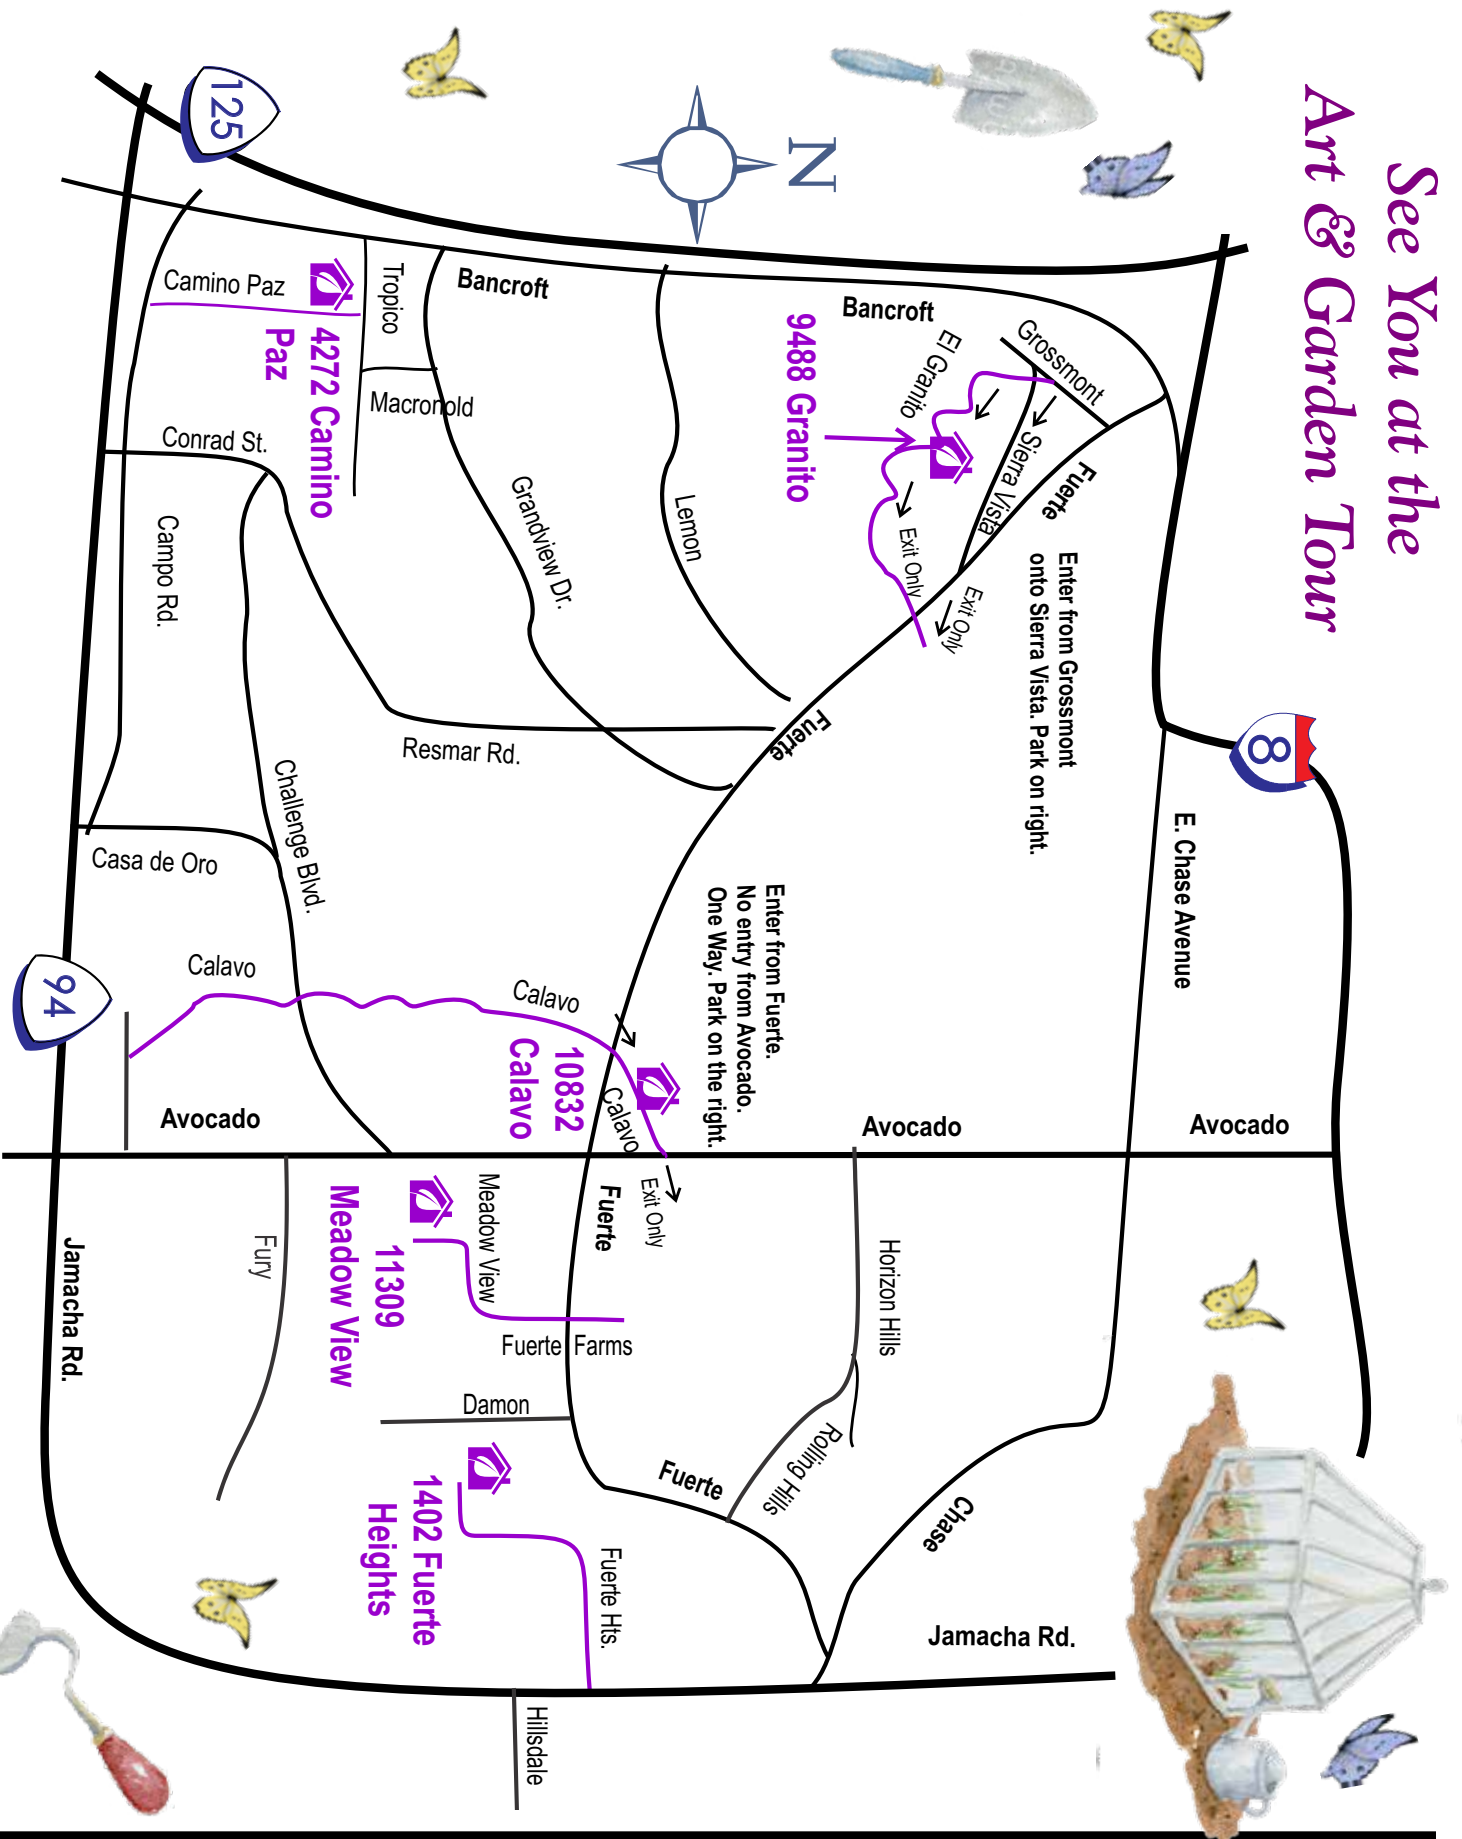 See You at the
Art & Garden Tour
N
125
8
94
Bancroft
Bancroft
Grossmont
El Granito
9488 Granito
Sierra Vista
Fuerte
Exit Only
Exit Only
Enter from Grossmont
onto Sierra Vista. Park on right.
Tropico
Camino Paz
4272 Camino
Paz
Macronold
Conrad St.
Campo Rd.
Grandview Dr.
Lemon
Fuerte
Resmar Rd.
Challenge Blvd.
Casa de Oro
E. Chase Avenue
Enter from Fuerte.
No entry from Avocado.
One Way. Park on the right.
Calavo
Calavo
10832
Calavo
Calavo
Avocado
Avocado
Avocado
Exit Only
Fuerte
Meadow View
11309
Meadow View
Fury
Jamacha Rd.
Horizon Hills
Fuerte Farms
Damon
Rolling Hills
Fuerte
Chase
1402 Fuerte
Heights
Fuerte Hts.
Jamacha Rd.
Hillsdale